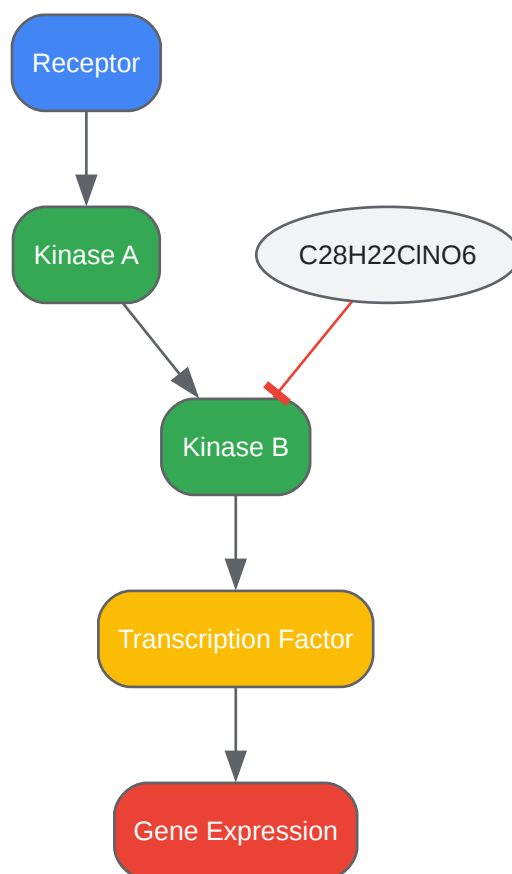 Receptor
Kinase A
C28H22ClNO6
Kinase B
Transcription Factor
Gene Expression